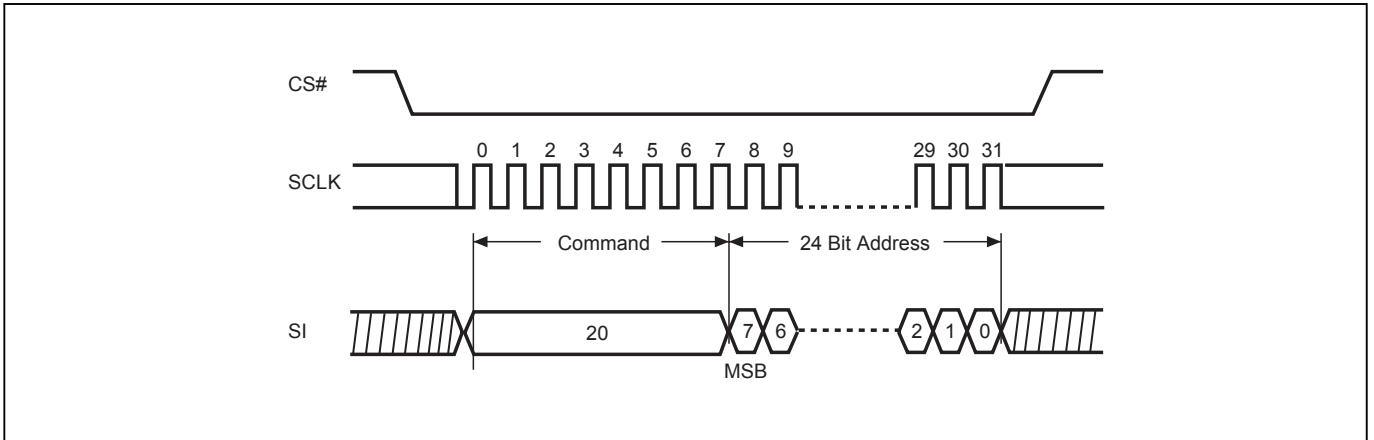 CS#
0 1 2 3 4 5 6 7 8 9 29 30 31
SCLK
Command 24 Bit Address
SI 20 7 6 2 1 0
MSB